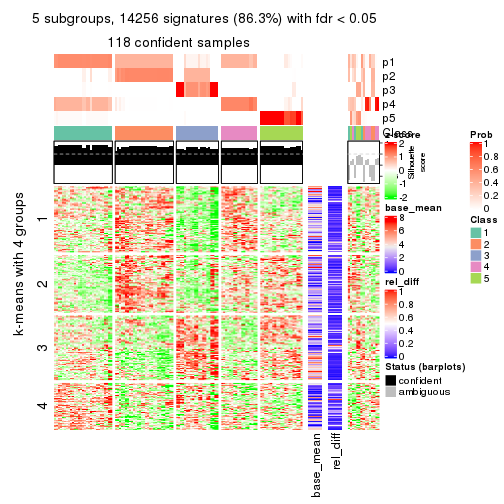 5 subgroups, 14256 signatures (86.3%) with fdr < 0.05
118 confident samples
p1
p2
p3
p4
p5
Class
1
2
3
4
k-means with 4 groups
base_mean
rel_diff
z-score
2
1
0
-1
-2
Silhouette
score
base_mean
8
6
4
2
0
rel_diff
1
0.8
0.6
0.4
0.2
0
Status (barplots)
confident
ambiguous
Prob
1
0.8
0.6
0.4
0.2
0
Class
1
2
3
4
5